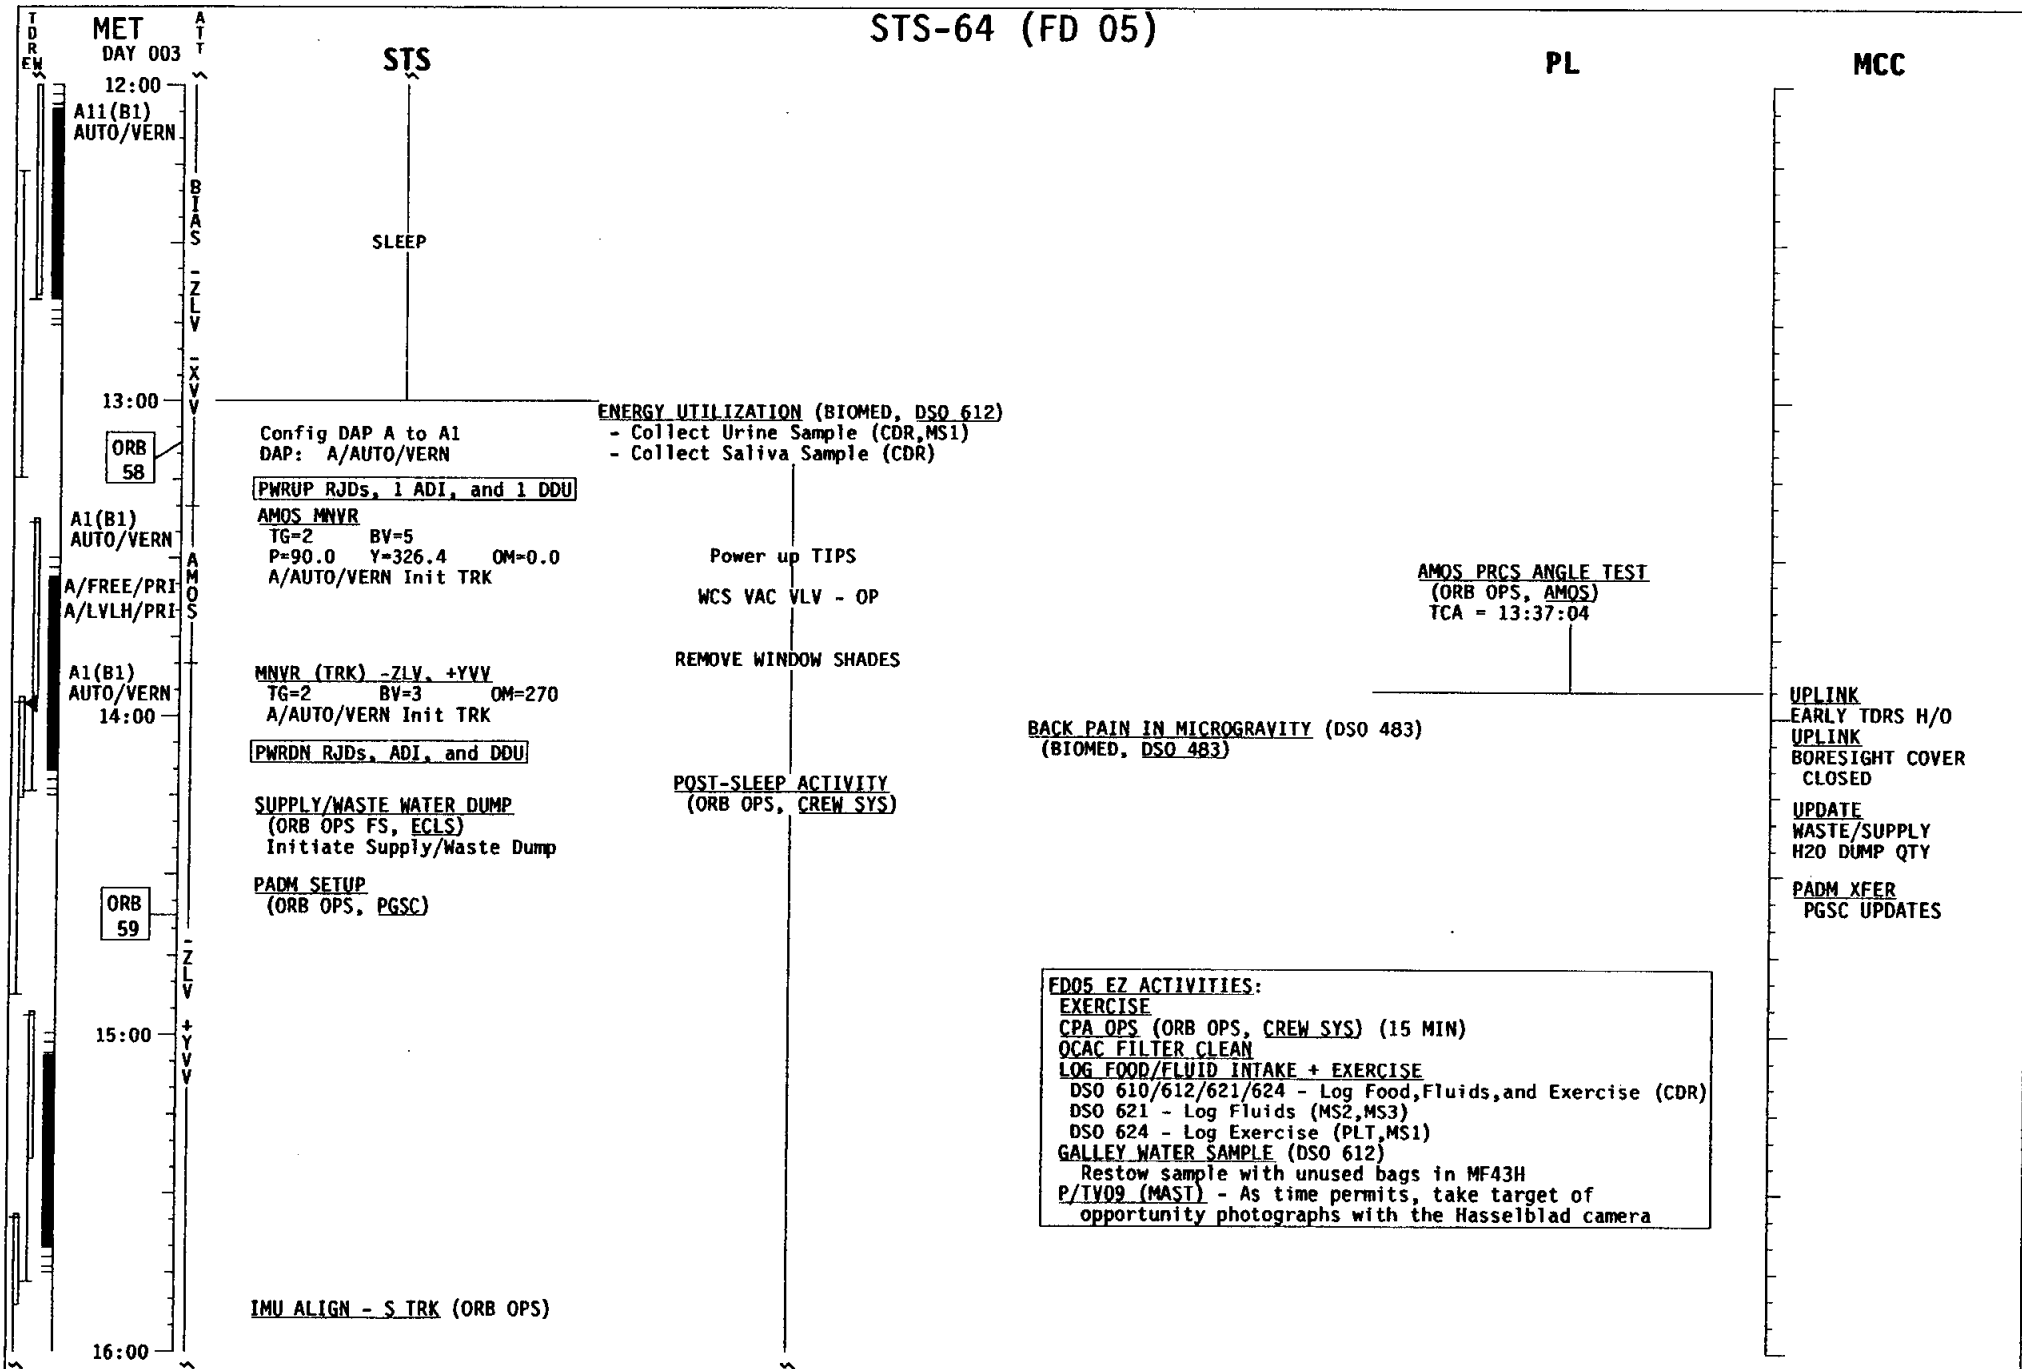 STS-64 (FD 05)
TDRS
E W
MET
DAY 003
ATT
STS
PL
MCC
12:00
A11(B1)
AUTO/VERN
BIAS -ZLV -XVV
SLEEP
13:00
ORB
58
Config DAP A to A1
DAP: A/AUTO/VERN
PWRUP RJDs, 1 ADI, and 1 DDU
AMOS MNVR
TG=2 BV=5
P=90.0 Y=326.4 OM=0.0
A/AUTO/VERN Init TRK
A1(B1)
AUTO/VERN
AMOS
A/FREE/PRI
A/LVLH/PRI
A1(B1)
AUTO/VERN
14:00
MNVR (TRK) -ZLV, +YVV
TG=2 BV=3 OM=270
A/AUTO/VERN Init TRK
PWRDN RJDs, ADI, and DDU
SUPPLY/WASTE WATER DUMP
(ORB OPS FS, ECLS)
Initiate Supply/Waste Dump
PADM SETUP
(ORB OPS, PGSC)
ORB
59
-ZLV +YVV
15:00
IMU ALIGN - S TRK (ORB OPS)
16:00
ENERGY UTILIZATION (BIOMED, DSO 612)
- Collect Urine Sample (CDR,MS1)
- Collect Saliva Sample (CDR)
Power up TIPS
WCS VAC VLV - OP
REMOVE WINDOW SHADES
POST-SLEEP ACTIVITY
(ORB OPS, CREW SYS)
AMOS PRCS ANGLE TEST
(ORB OPS, AMOS)
TCA = 13:37:04
BACK PAIN IN MICROGRAVITY (DSO 483)
(BIOMED, DSO 483)
FD05 EZ ACTIVITIES:
EXERCISE
CPA OPS (ORB OPS, CREW SYS) (15 MIN)
OCAC FILTER CLEAN
LOG FOOD/FLUID INTAKE + EXERCISE
DSO 610/612/621/624 - Log Food,Fluids,and Exercise (CDR)
DSO 621 - Log Fluids (MS2,MS3)
DSO 624 - Log Exercise (PLT,MS1)
GALLEY WATER SAMPLE (DSO 612)
Restow sample with unused bags in MF43H
P/TV09 (MAST) - As time permits, take target of
opportunity photographs with the Hasselblad camera
UPLINK
EARLY TDRS H/O
UPLINK
BORESIGHT COVER
CLOSED
UPDATE
WASTE/SUPPLY
H2O DUMP QTY
PADM XFER
PGSC UPDATES